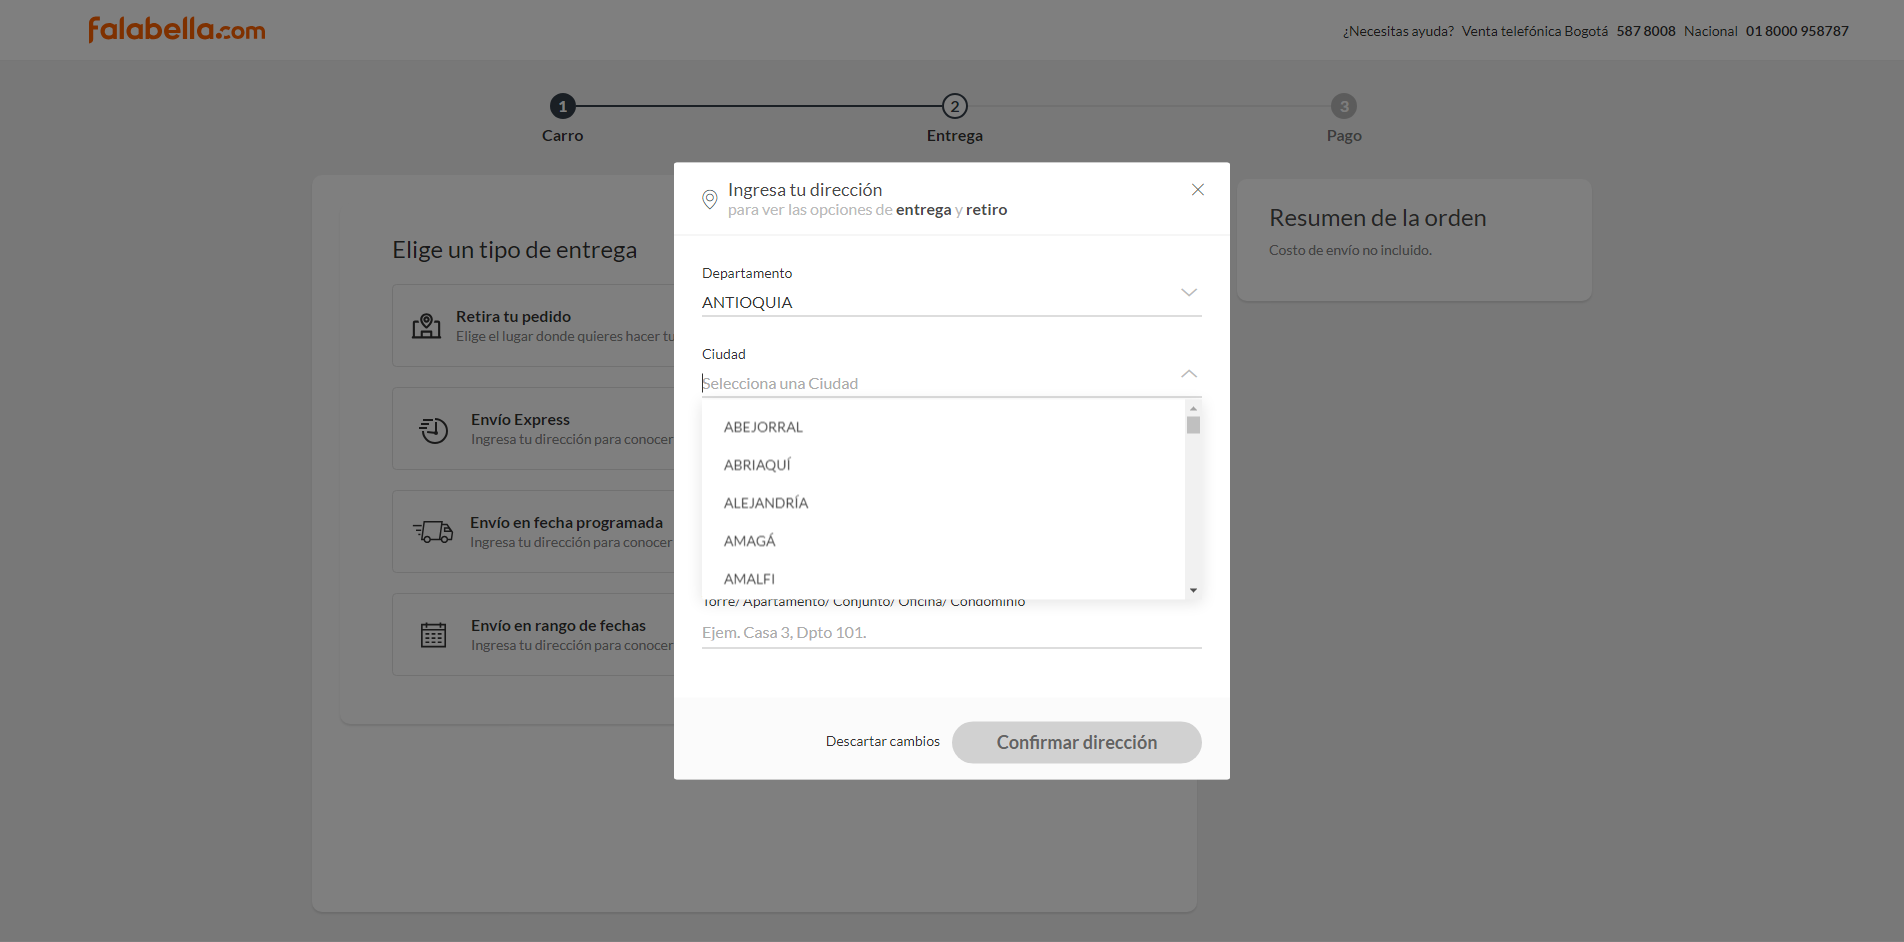 falabella.com
¿Necesitas ayuda? Venta telefónica Bogotá 587 8008 Nacional 01 8000 958787
1
2
3
Carro
Entrega
Pago
Elige un tipo de entrega
Retira tu pedido
Elige el lugar donde quieres hacer tu
Envío Express
Ingresa tu dirección para conocer
Envío en fecha programada
Ingresa tu dirección para conocer
Envío en rango de fechas
Ingresa tu dirección para conocer
Ingresa tu dirección
para ver las opciones de entrega y retiro
Departamento
ANTIOQUIA
Ciudad
Selecciona una Ciudad
ABEJORRAL
ABRIAQUÍ
ALEJANDRÍA
AMAGÁ
AMALFI
Torre/ Apartamento/ Conjunto/ Oficina/ Condominio
Ejem. Casa 3, Dpto 101.
Descartar cambios
Confirmar dirección
Resumen de la orden
Costo de envío no incluido.